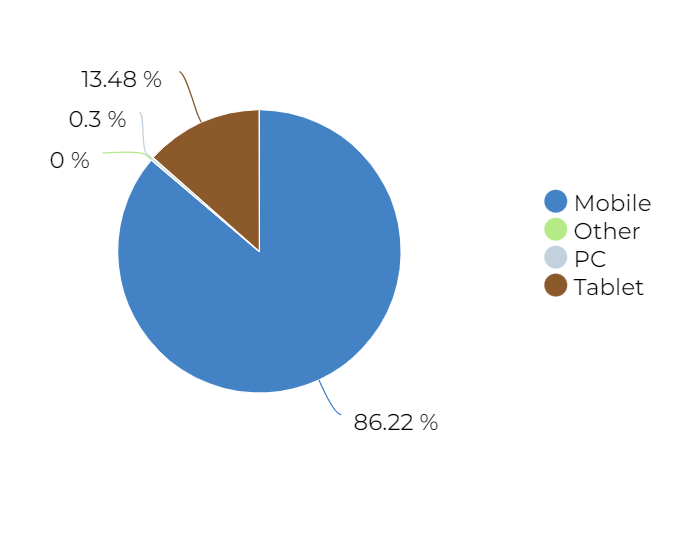 13.48 %
0.3 %
0 %
86.22 %
Mobile
Other
PC
Tablet